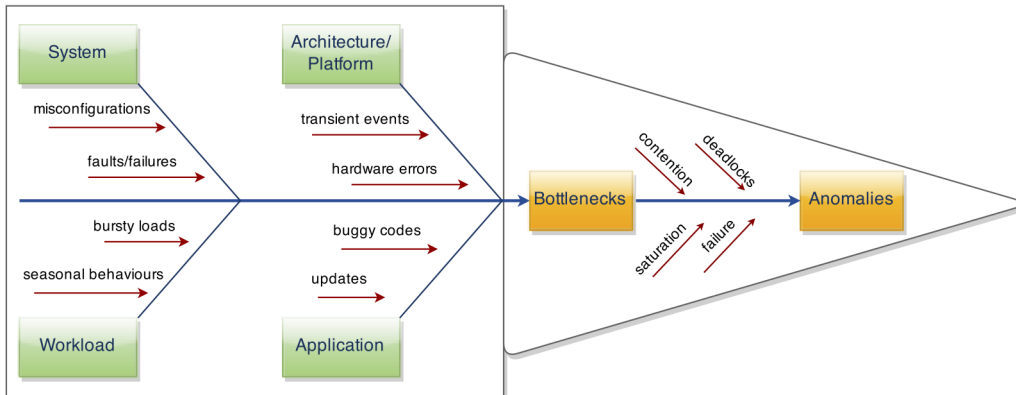 System
Architecture/
Platform
misconfigurations
transient events
faults/failures
hardware errors
contention
deadlocks
Bottlenecks
Anomalies
bursty loads
buggy codes
saturation
failure
seasonal behaviours
updates
Workload
Application